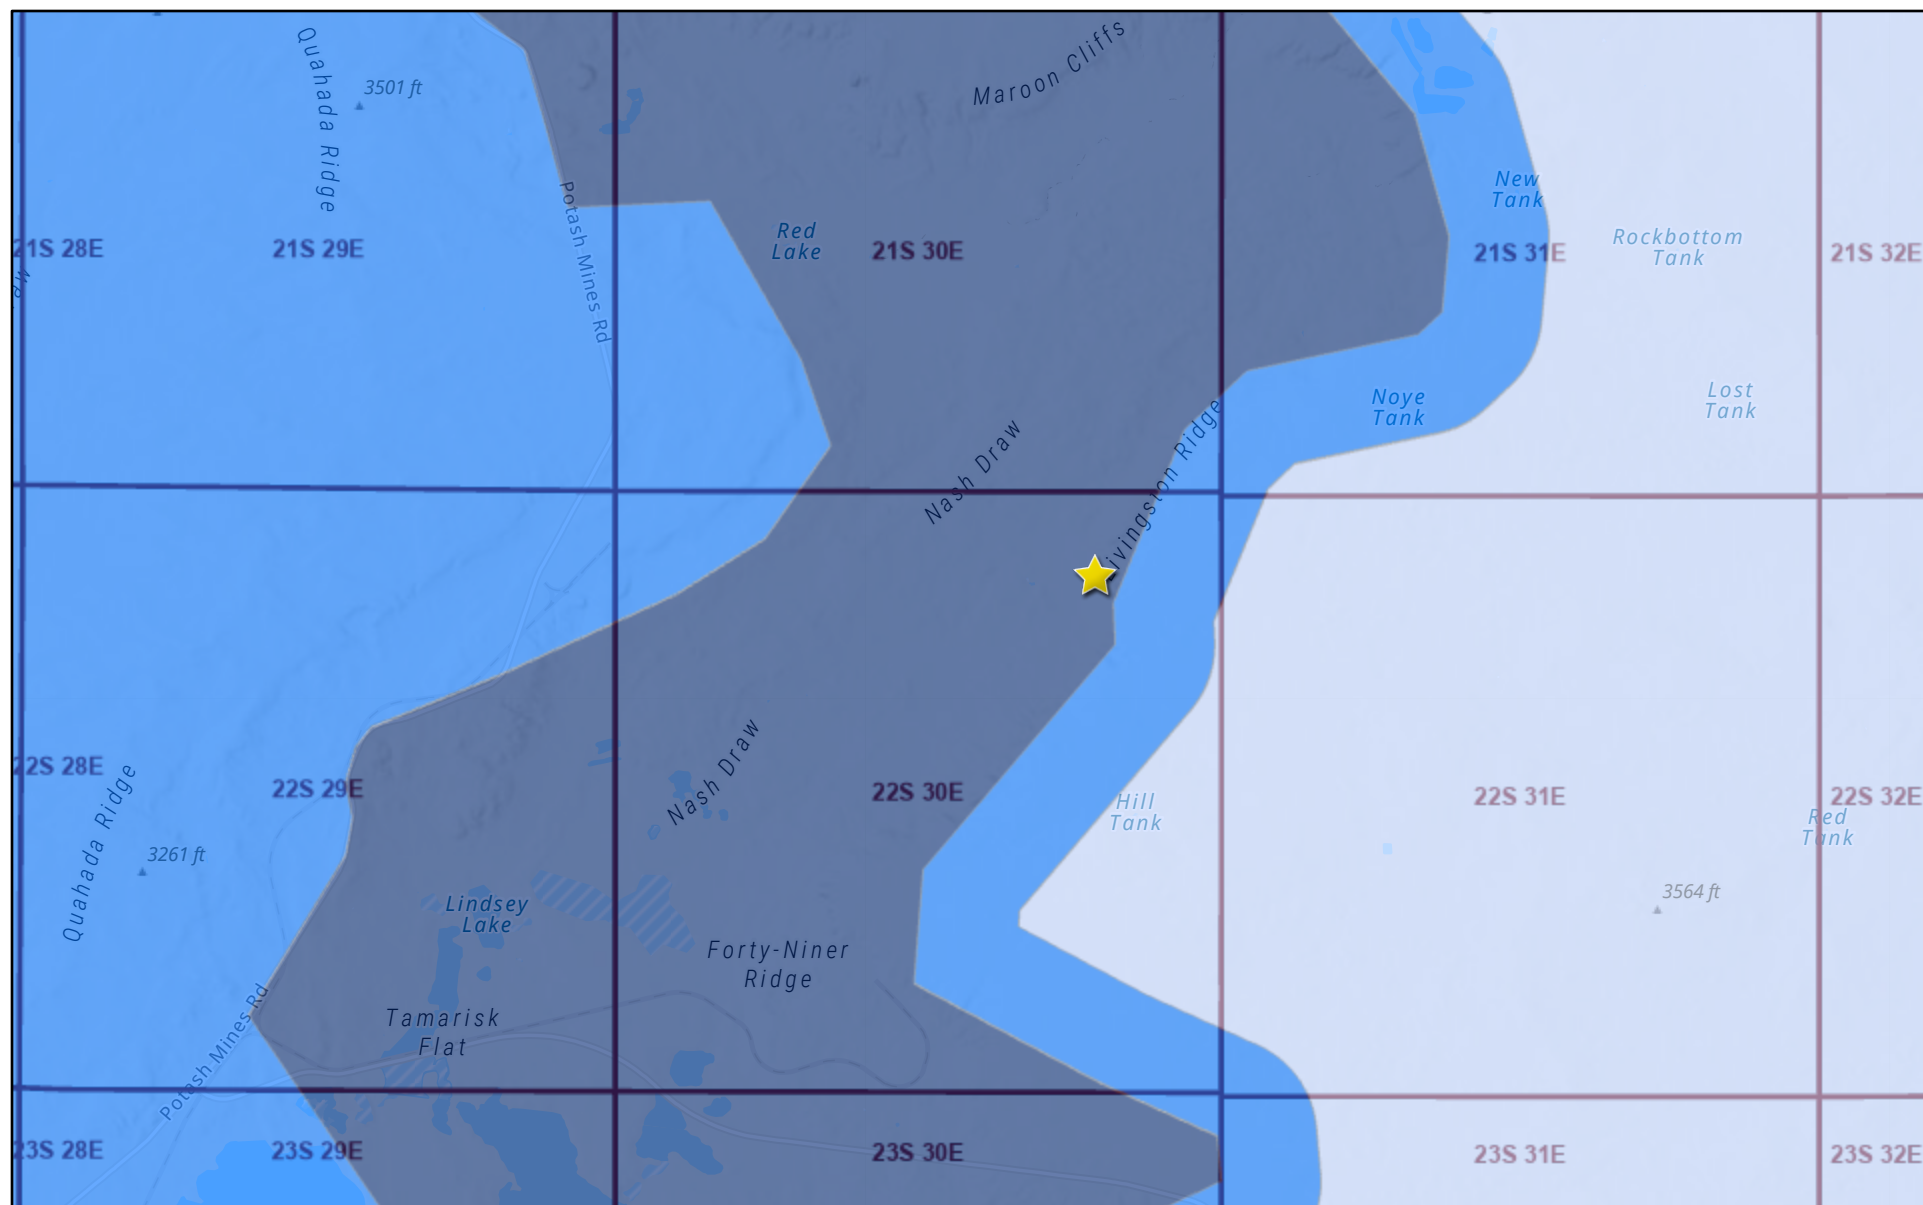 Quahada Ridge
3501 ft
Maroon Cliffs
Potash Mines Rd
New
Tank
Red
Lake
Rockbottom
Tank
21S 28E
21S 29E
21S 30E
21S 31E
21S 32E
aw
Noye
Tank
Lost
Tank
Nash Draw
ivingston Ridge
22S 28E
22S 29E
22S 30E
22S 31E
22S 32E
Nash Draw
Hill
Tank
Red
Tank
Quahada Ridge
3261 ft
3564 ft
Lindsey
Lake
Forty-Niner
Ridge
Tamarisk
Flat
Potash Mines Rd
23S 28E
23S 29E
23S 30E
23S 31E
23S 32E